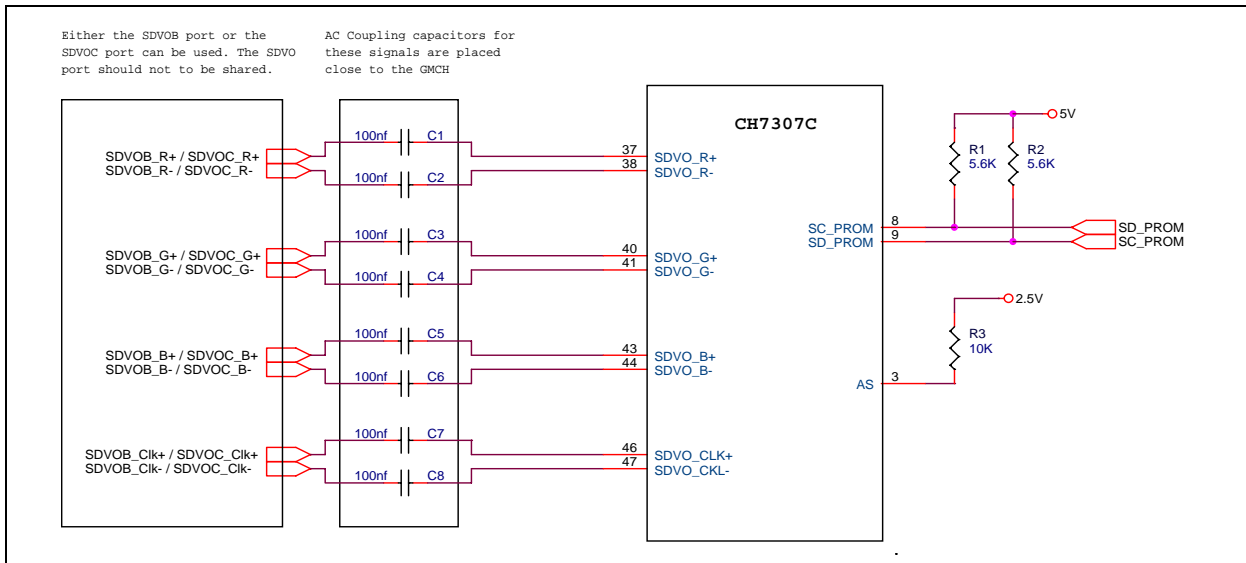 Either the SDVOB port or the
SDVOC port can be used. The SDVO
port should not to be shared.
AC Coupling capacitors for
these signals are placed
close to the GMCH
CH7307C
5V
R1
5.6K
R2
5.6K
SDVOB_R+ / SDVOC_R+
SDVOB_R- / SDVOC_R-
100nf C1
100nf C2
37
38
SDVO_R+
SDVO_R-
SC_PROM 8
SD_PROM 9
SD_PROM
SC_PROM
SDVOB_G+ / SDVOC_G+
SDVOB_G- / SDVOC_G-
100nf C3
100nf C4
40
41
SDVO_G+
SDVO_G-
2.5V
R3
10K
SDVOB_B+ / SDVOC_B+
SDVOB_B- / SDVOC_B-
100nf C5
100nf C6
43
44
SDVO_B+
SDVO_B-
AS 3
SDVOB_Clk+ / SDVOC_Clk+
SDVOB_Clk- / SDVOC_Clk-
100nf C7
100nf C8
46
47
SDVO_CLK+
SDVO_CKL-